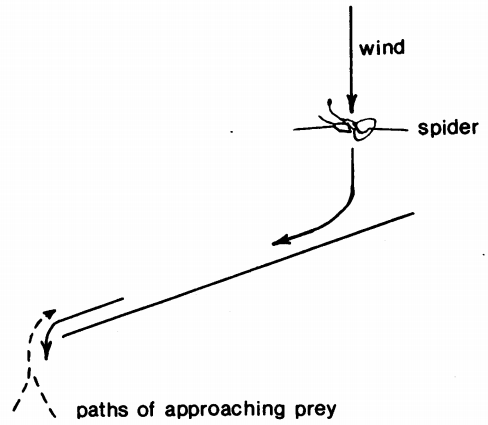 wind
spider
paths of approaching prey